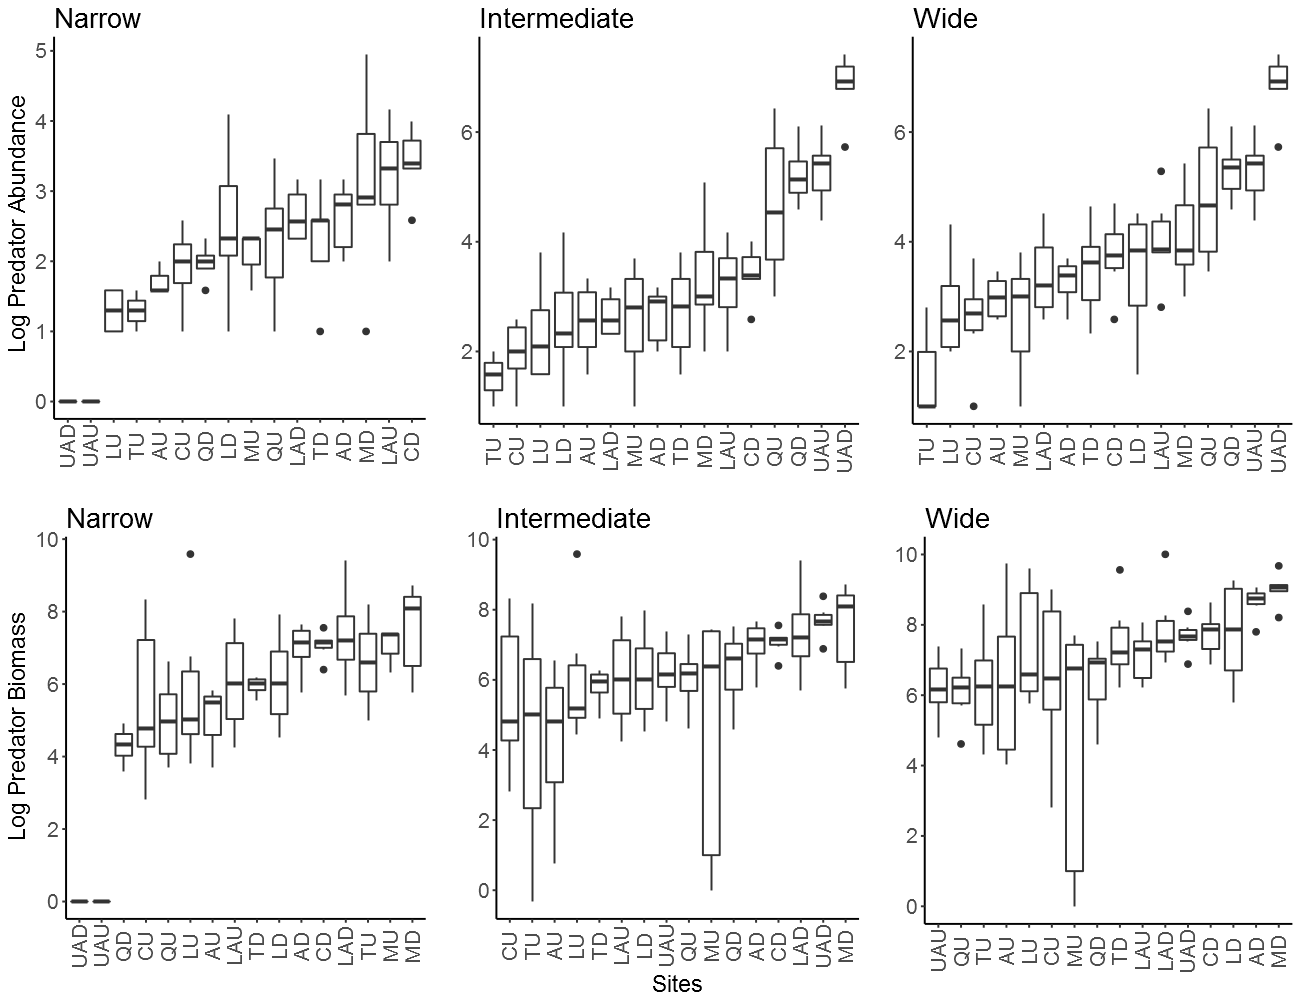 Narrow
Intermediate
Wide
Log Predator Abundance
5
4
3
2
1
0
UAD UAU LU TU AU CU QD LD MU QU LAD TD AD MD LAU CD
6
4
2
TU CU LU LD AU LAD MU AD TD MD LAU CD QU QD UAU UAD
6
4
2
TU LU CU AU MU LAD AD TD CD LD LAU MD QU QD UAU UAD
Narrow
Intermediate
Wide
Log Predator Biomass
10
8
6
4
2
0
UAD UAU QD CU QU LU AU LAU TD LD AD CD LAD TU MU MD
10
8
6
4
2
0
CU TU AU LU TD LAU LD UAU QU MU QD AD CD LAD UAD MD
10
8
6
4
2
0
UAU QU TU AU LU CU MU QD TD LAU LAD UAD CD LD AD MD
Sites